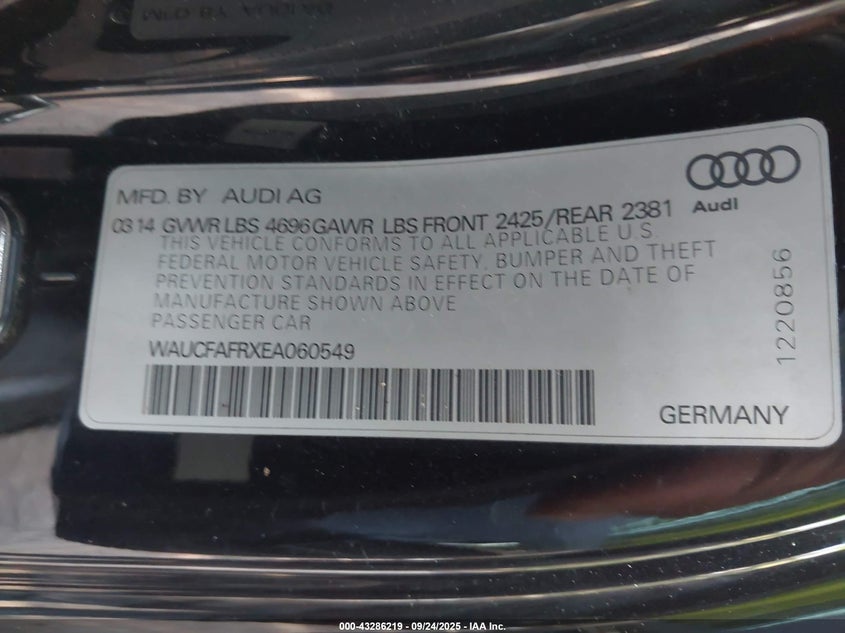 MFD. BY AUDI AG
Audi
03 14 GVWR LBS 4696 GAWR LBS FRONT 2425/REAR 2381
THIS VEHICLE CONFORMS TO ALL APPLICABLE U.S.
FEDERAL MOTOR VEHICLE SAFETY, BUMPER AND THEFT
PREVENTION STANDARDS IN EFFECT ON THE DATE OF
MANUFACTURE SHOWN ABOVE
PASSENGER CAR
WAUCFAFRXEA060549
GERMANY
1220856
000-43286219 - 09/24/2025 - IAA Inc.